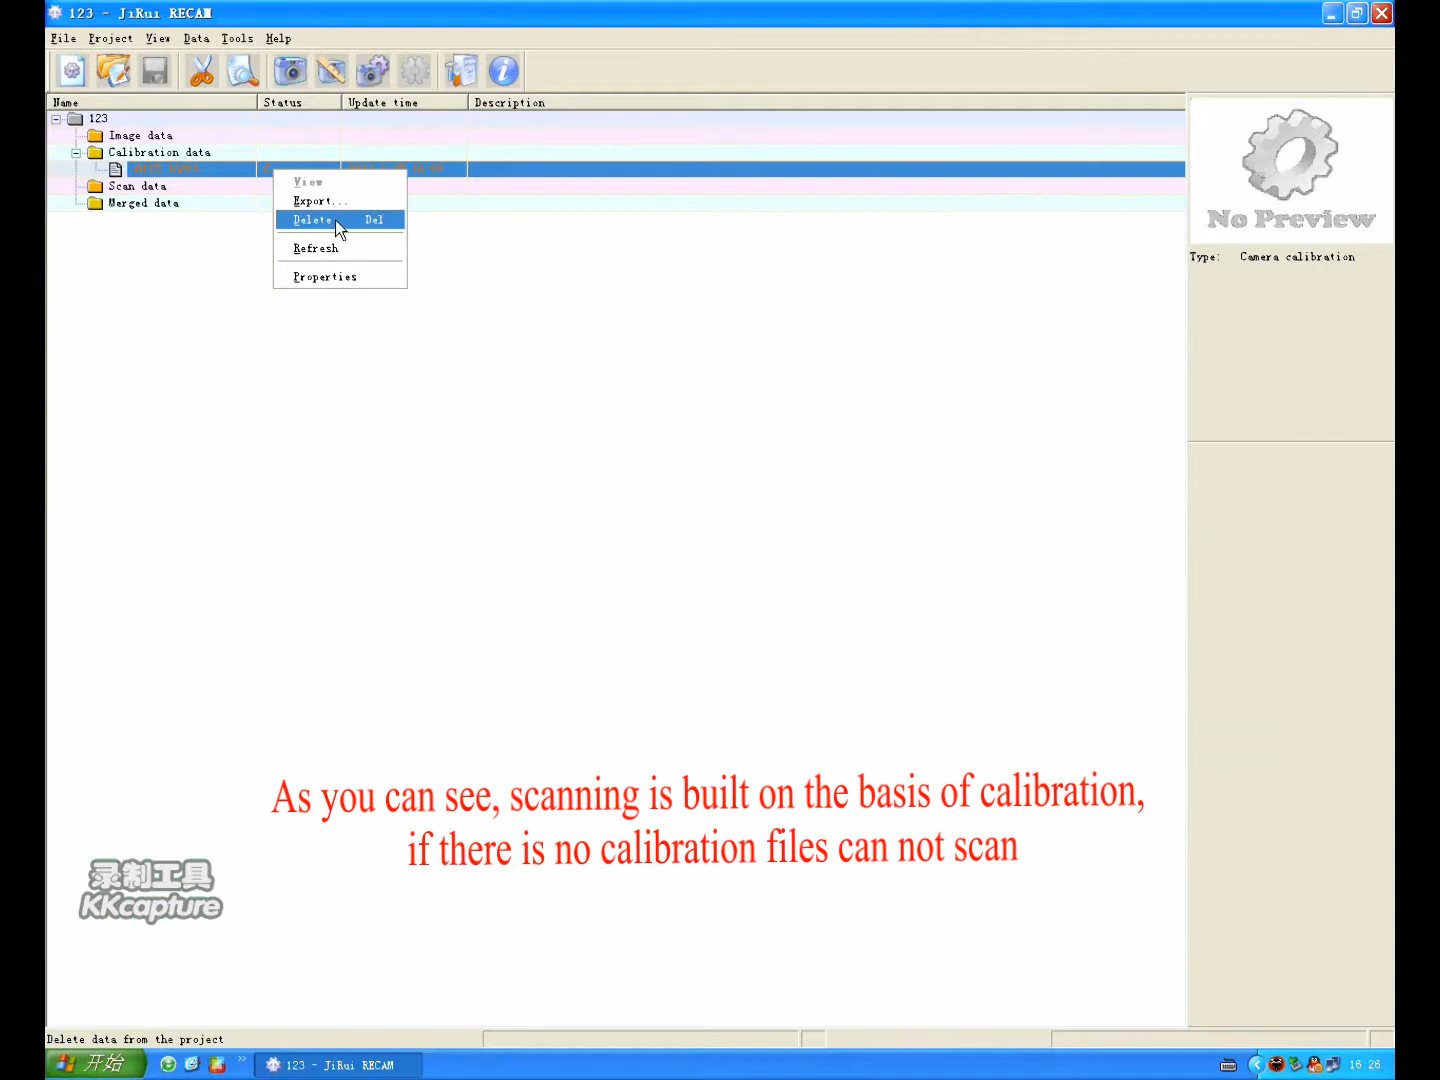 123 - JiRui RECAM
File Project View Data Tools Help
Name Status Update time Description
123
Image data
Calibration data
Scan data
Merged data
View
Export...
Delete Del
Refresh
Properties
No Preview
Type: Camera calibration
As you can see, scanning is built on the basis of calibration,
if there is no calibration files can not scan
录制工具
KKcapture
Delete data from the project
开始 123 - JiRui RECAM 16:26